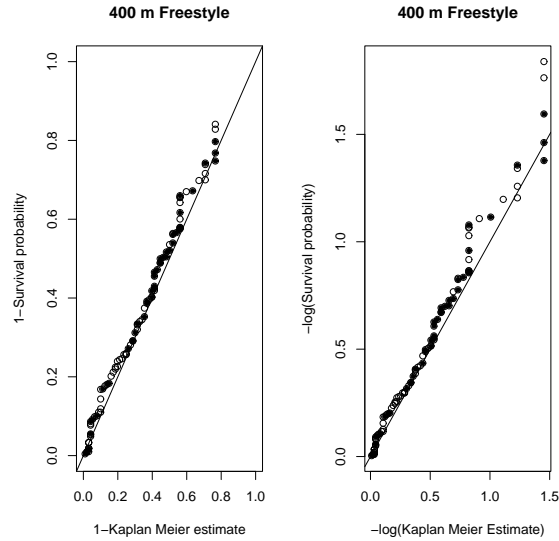 400 m Freestyle
1−Survival probability
1.0
0.8
0.6
0.4
0.2
0.0
0.0 0.2 0.4 0.6 0.8 1.0
1−Kaplan Meier estimate
400 m Freestyle
−log(Survival probability)
1.5
1.0
0.5
0.0
0.0 0.5 1.0 1.5
−log(Kaplan Meier Estimate)